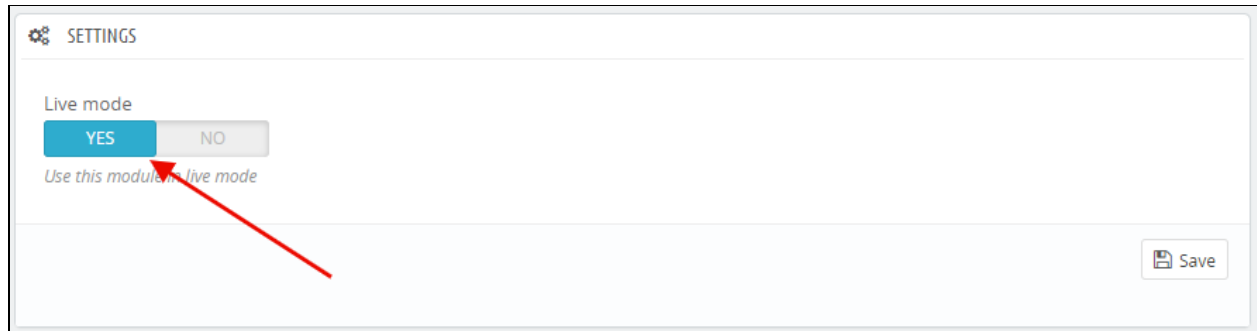 SETTINGS
Live mode
YES NO
Use this module in live mode
Save